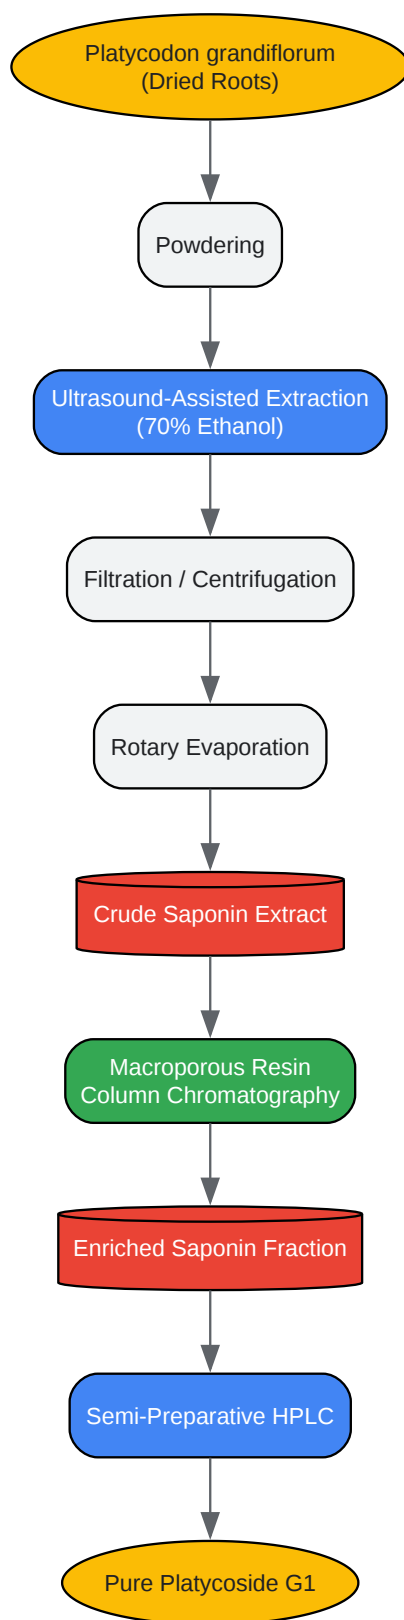 Platycodon grandiflorum
(Dried Roots)
Powdering
Ultrasound-Assisted Extraction
(70% Ethanol)
Filtration / Centrifugation
Rotary Evaporation
Crude Saponin Extract
Macroporous Resin
Column Chromatography
Enriched Saponin Fraction
Semi-Preparative HPLC
Pure Platycoside G1